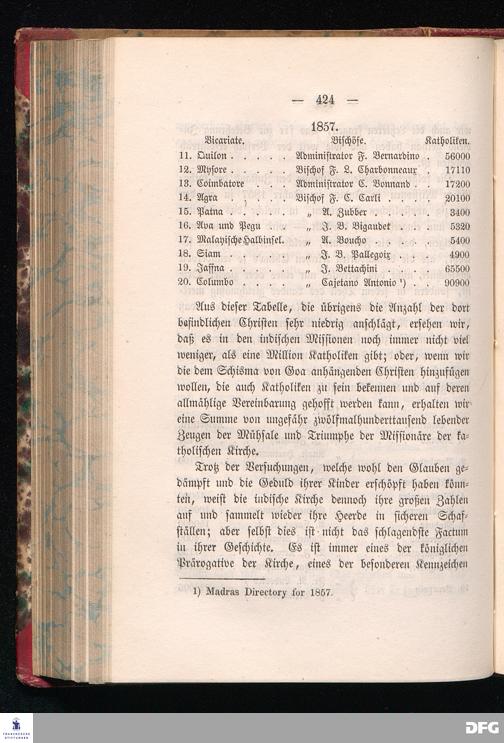 — 424 —
1857.
Vicariate. Bischöfe. Katholiken.
11. Quilon . . . . . Administrator F. Bernardino . 56000
12. Mysore . . . . . Bischof F. L. Charbonneaux . 17110
13. Coimbatore . . . Administrator C. Bonnand . . 17200
14. Agra . . . . . Bischof F. C. Carli . . . . 20100
15. Patna . . . . . „ A. Zubber . . . . . 3400
16. Ava und Pegu . . „ J. B. Bigaudet . . . 5320
17. Malayische Halbinsel. „ A. Boucho . . . . 5400
18. Siam . . . . . „ J. B. Pallegoix . . . 4900
19. Jaffna . . . . . „ J. Bettachini . . . . 65500
20. Columbo . . . . „ Cajetano Antonio ¹) . . 90900
Aus dieser Tabelle, die übrigens die Anzahl der dort
befindlichen Christen sehr niedrig anschlägt, ersehen wir,
daß es in den indischen Missionen noch immer nicht viel
weniger, als eine Million Katholiken gibt; oder, wenn wir
die dem Schisma von Goa anhängenden Christen hinzufügen
wollen, die auch Katholiken zu sein bekennen und auf deren
allmählige Vereinbarung gehofft werden kann, erhalten wir
eine Summe von ungefähr zwölfmalhunderttausend lebender
Zeugen der Mühsale und Triumphe der Missionäre der ka-
tholischen Kirche.
Trotz der Versuchungen, welche wohl den Glauben ge-
dämpft und die Geduld ihrer Kinder erschöpft haben könn-
ten, weist die indische Kirche dennoch ihre großen Zahlen
auf und sammelt wieder ihre Heerde in sicheren Schaf-
ställen; aber selbst dies ist nicht das schlagendste Factum
in ihrer Geschichte. Es ist immer eines der königlichen
Prärogative der Kirche, eines der besonderen Kennzeichen
1) Madras Directory for 1857.
FRANCKESCHE
STIFTUNGEN
DFG